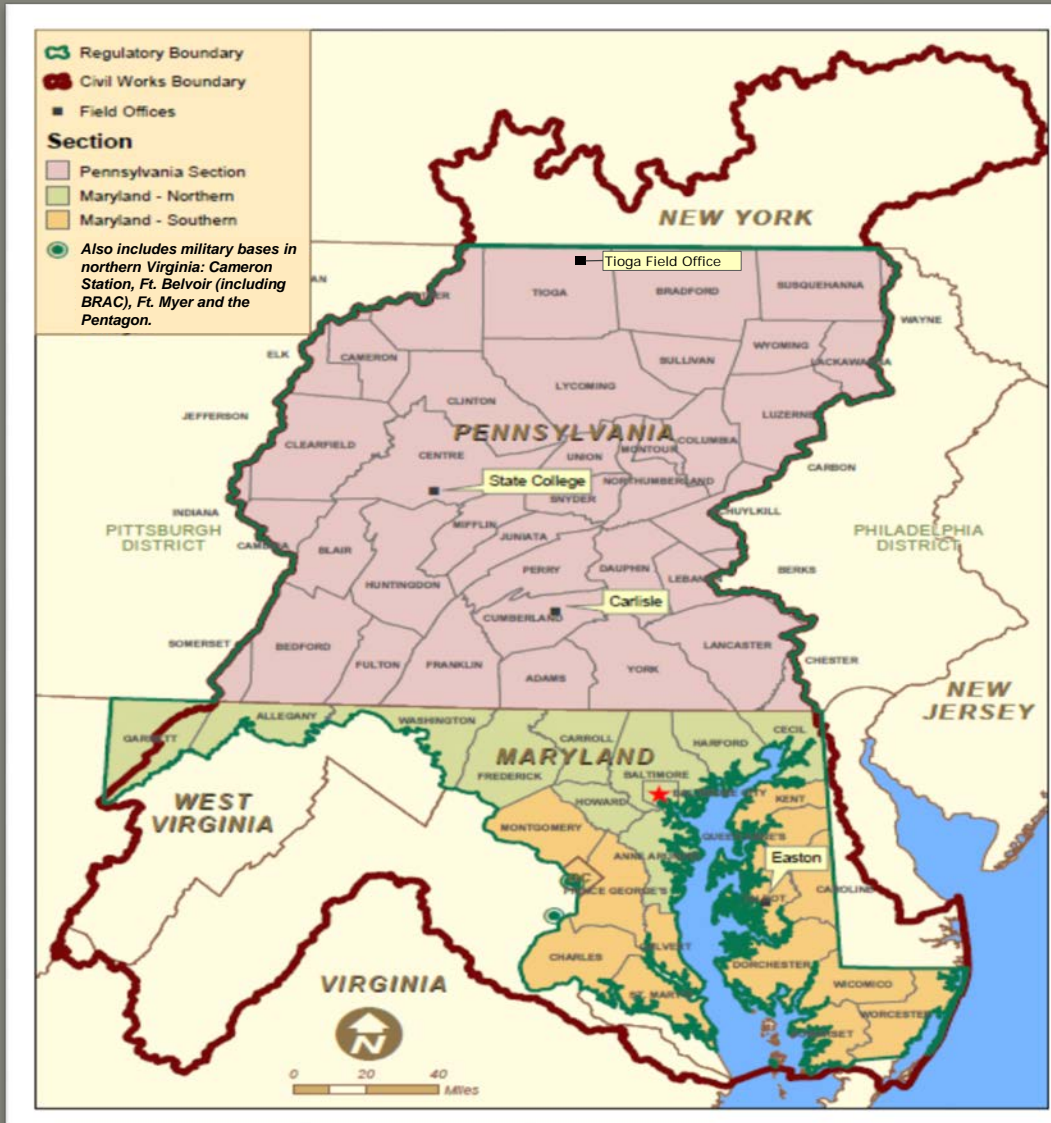 Regulatory Boundary
Civil Works Boundary
Field Offices
Section
Pennsylvania Section
Maryland - Northern
Maryland - Southern
Also includes military bases in
northern Virginia: Cameron
Station, Ft. Belvoir (including
BRAC), Ft. Myer and the
Pentagon.
NEW YORK
Tioga Field Office
TIOGA
BRADFORD
SUSQUEHANNA
WAYNE
ELK
CAMERON
SULLIVAN
WYOMING
LYCOMING
CLINTON
JEFFERSON
LUZERNE
CLEARFIELD
PENNSYLVANIA
COLUMBIA
CENTRE
UNION
MONTOUR
CARBON
State College
NORTHUMBERLAND
SNYDER
INDIANA
PITTSBURGH
DISTRICT
MIFFLIN
JUNIATA
PHILADELPHIA
DISTRICT
BLAIR
PERRY
DAUPHIN
BERKS
HUNTINGDON
Carlisle
CUMBERLAND
SOMERSET
BEDFORD
LANCASTER
FULTON
FRANKLIN
YORK
CHESTER
ADAMS
NEW
JERSEY
ALLEGANY
WASHINGTON
CECIL
CARROLL
HARFORD
MARYLAND
FREDERICK
BALTIMORE
WEST
VIRGINIA
HOWARD
KENT
MONTGOMERY
Easton
PRINCE GEORGE'S
CAROLINE
CHARLES
DORCHESTER
VIRGINIA
WICOMICO
WORCESTER
N
0 20 40
Miles